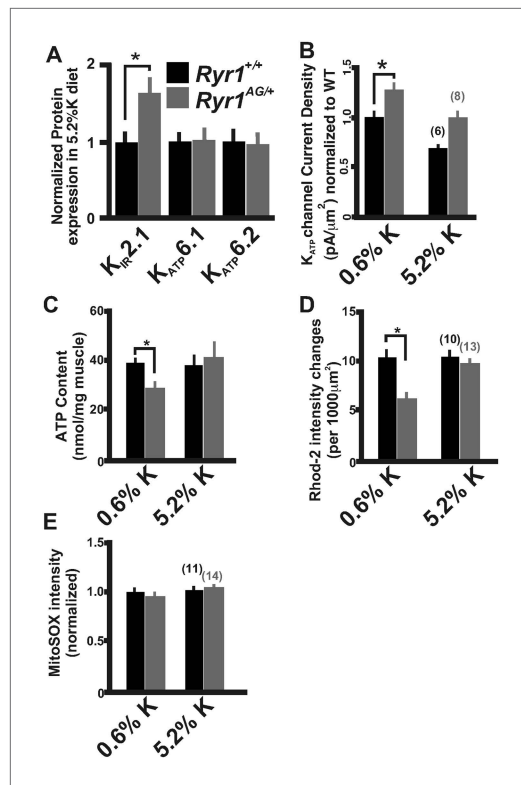 A
Normalized Protein
expression in 5.2%K diet
2
1
0
*
Ryr1+/+
Ryr1AG/+
KIR2.1
KATP6.1
KATP6.2
B
KATP channel Current Density
(pA/μm²) normalized to WT
1.5
1.0
0.5
0
*
(6)
(8)
0.6% K
5.2% K
C
ATP Content
(nmol/mg muscle)
60
40
20
0
*
0.6% K
5.2% K
D
Rhod-2 intensity changes
(per 1000μm²)
15
10
5
0
*
(10)
(13)
0.6% K
5.2% K
E
MitoSOX intensity
(normalized)
1.5
1.0
0.5
0
(11)
(14)
0.6% K
5.2% K